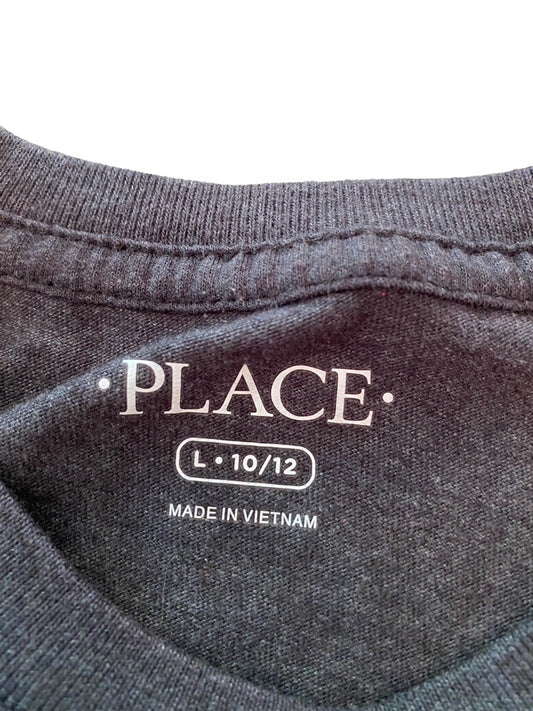 ·PLACE·
L • 10/12
MADE IN VIETNAM